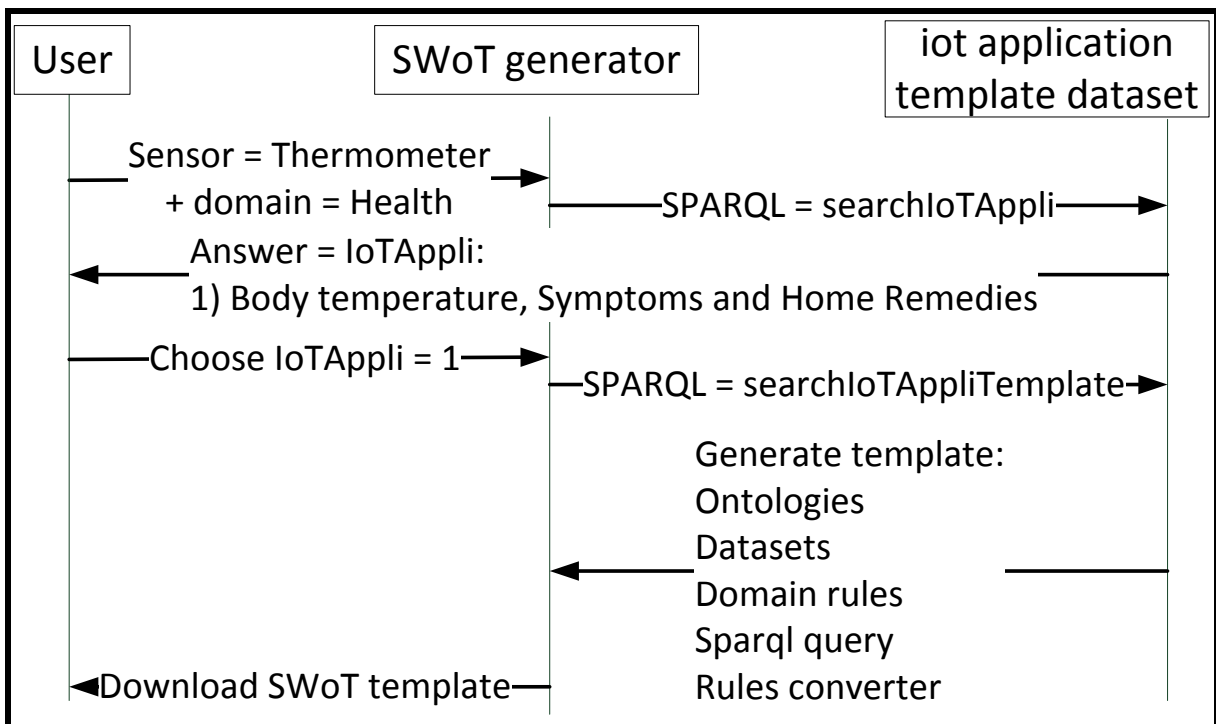 User
SWoT generator
iot application
template dataset
Sensor = Thermometer
+ domain = Health
SPARQL = searchIoTAppli
Answer = IoTAppli:
1) Body temperature, Symptoms and Home Remedies
Choose IoTAppli = 1
SPARQL = searchIoTAppliTemplate
Generate template:
Ontologies
Datasets
Domain rules
Sparql query
Rules converter
Download SWoT template